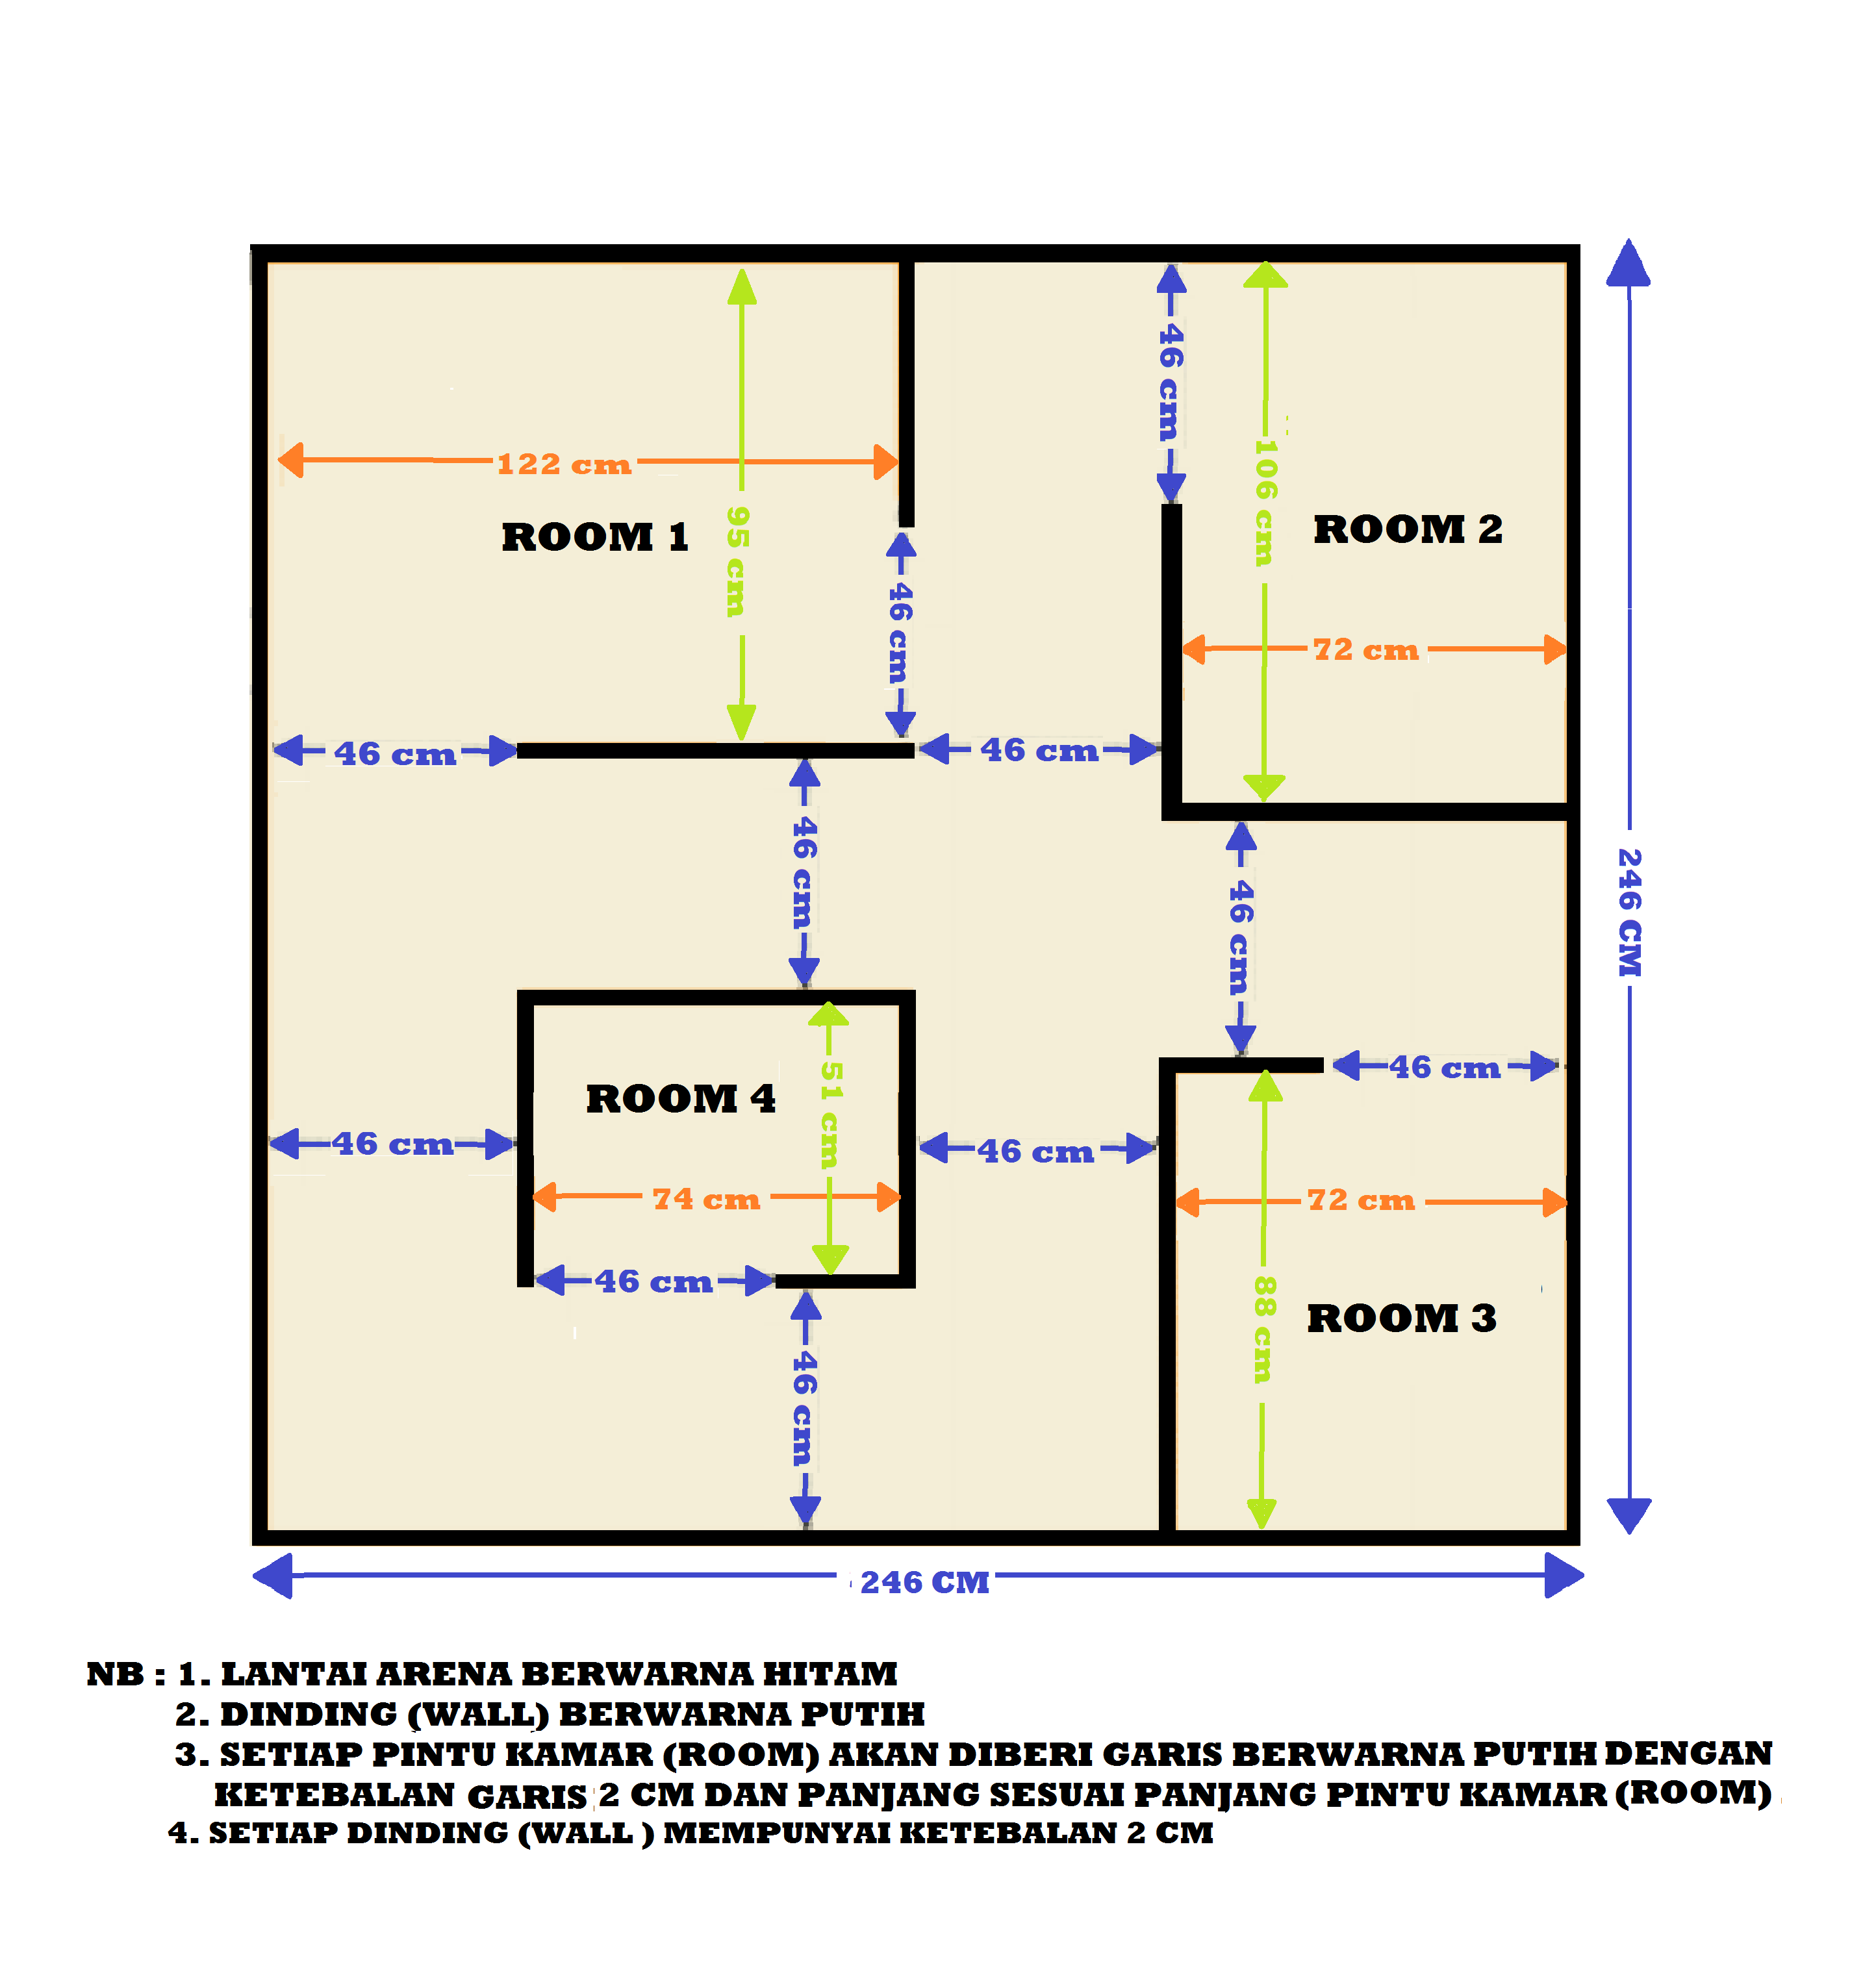 46 cm
106 cm
122 cm
95 cm
ROOM 1
ROOM 2
46 cm
72 cm
46 cm
46 cm
46 cm
46 cm
246 CM
46 cm
51 cm
ROOM 4
46 cm
46 cm
46 cm
74 cm
72 cm
46 cm
88 cm
ROOM 3
46 cm
246 CM
NB : 1. LANTAI ARENA BERWARNA HITAM
2. DINDING (WALL) BERWARNA PUTIH
3. SETIAP PINTU KAMAR (ROOM) AKAN DIBERI GARIS BERWARNA PUTIH DENGAN
KETEBALAN GARIS 2 CM DAN PANJANG SESUAI PANJANG PINTU KAMAR (ROOM)
4. SETIAP DINDING (WALL ) MEMPUNYAI KETEBALAN 2 CM